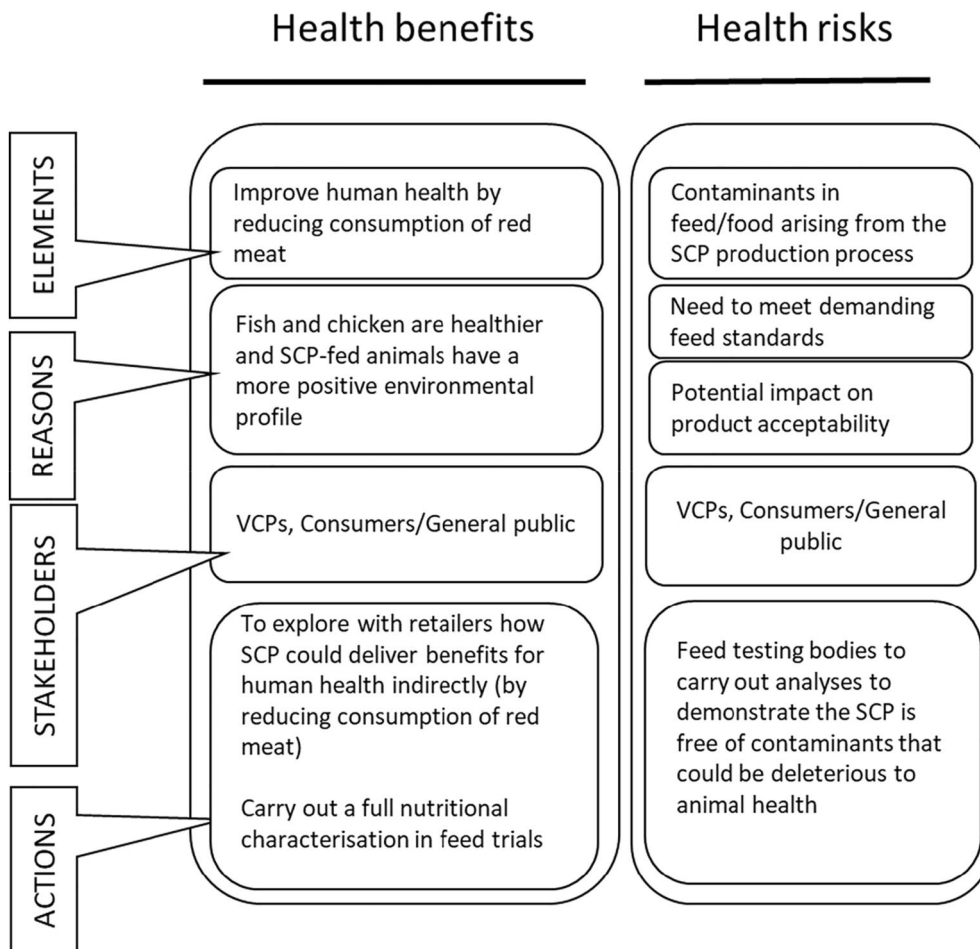 Health benefits
Health risks
ELEMENTS
Improve human health by
reducing consumption of red
meat
Contaminants in
feed/food arising from the
SCP production process
REASONS
Fish and chicken are healthier
and SCP-fed animals have a
more positive environmental
profile
Need to meet demanding
feed standards
Potential impact on
product acceptability
STAKEHOLDERS
VCPs, Consumers/General public
VCPs, Consumers/General
public
ACTIONS
To explore with retailers how
SCP could deliver benefits for
human health indirectly (by
reducing consumption of red
meat)
Carry out a full nutritional
characterisation in feed trials
Feed testing bodies to
carry out analyses to
demonstrate the SCP is
free of contaminants that
could be deleterious to
animal health